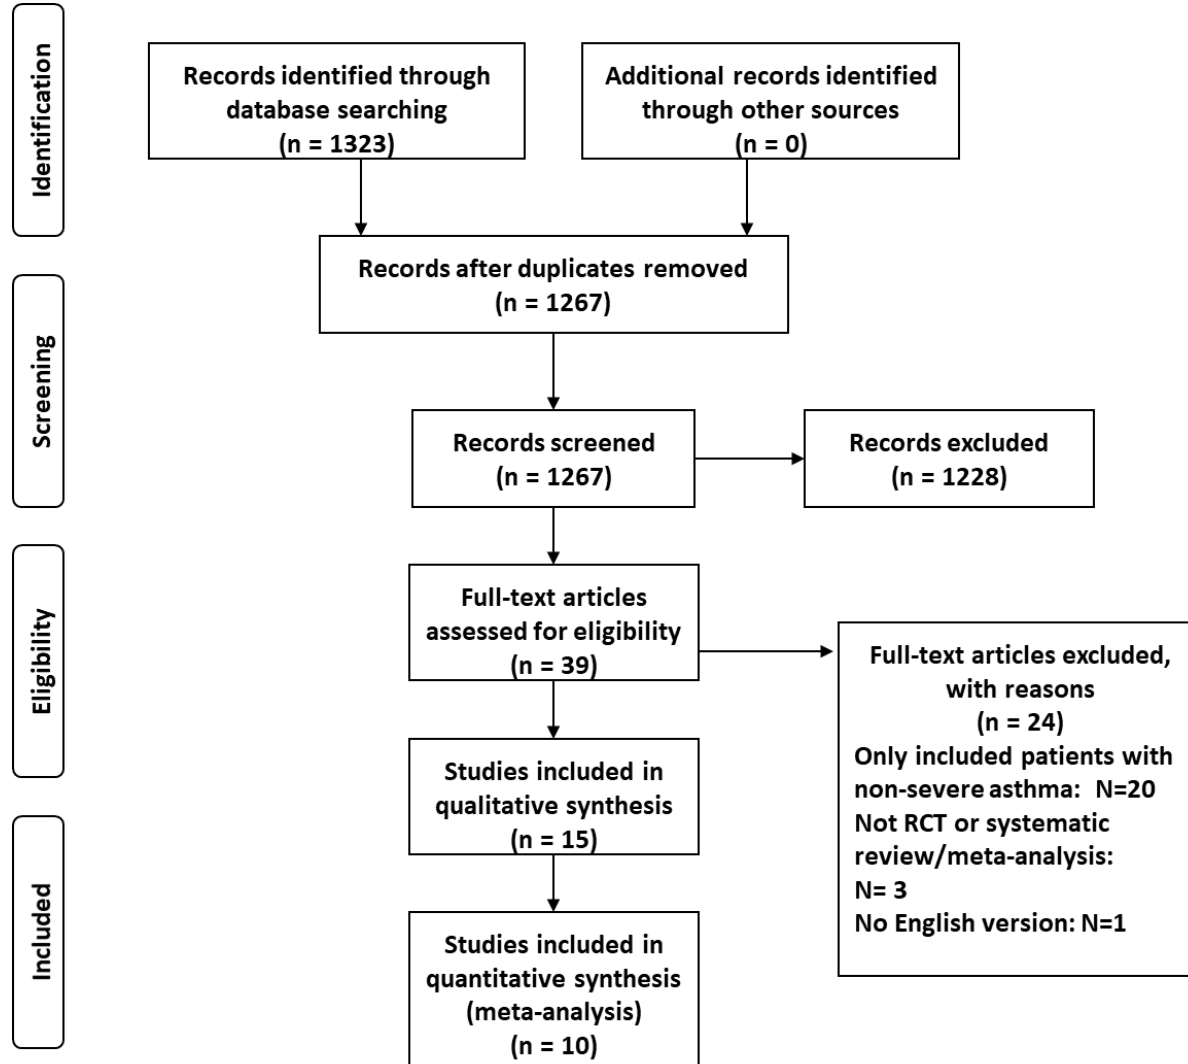 Identification
Records identified through
database searching
(n = 1323)
Additional records identified
through other sources
(n = 0)
Records after duplicates removed
(n = 1267)
Screening
Records screened
(n = 1267)
Records excluded
(n = 1228)
Eligibility
Full-text articles
assessed for eligibility
(n = 39)
Full-text articles excluded,
with reasons
(n = 24)
Only included patients with
non-severe asthma: N=20
Not RCT or systematic
review/meta-analysis:
N= 3
No English version: N=1
Studies included in
qualitative synthesis
(n = 15)
Included
Studies included in
quantitative synthesis
(meta-analysis)
(n = 10)